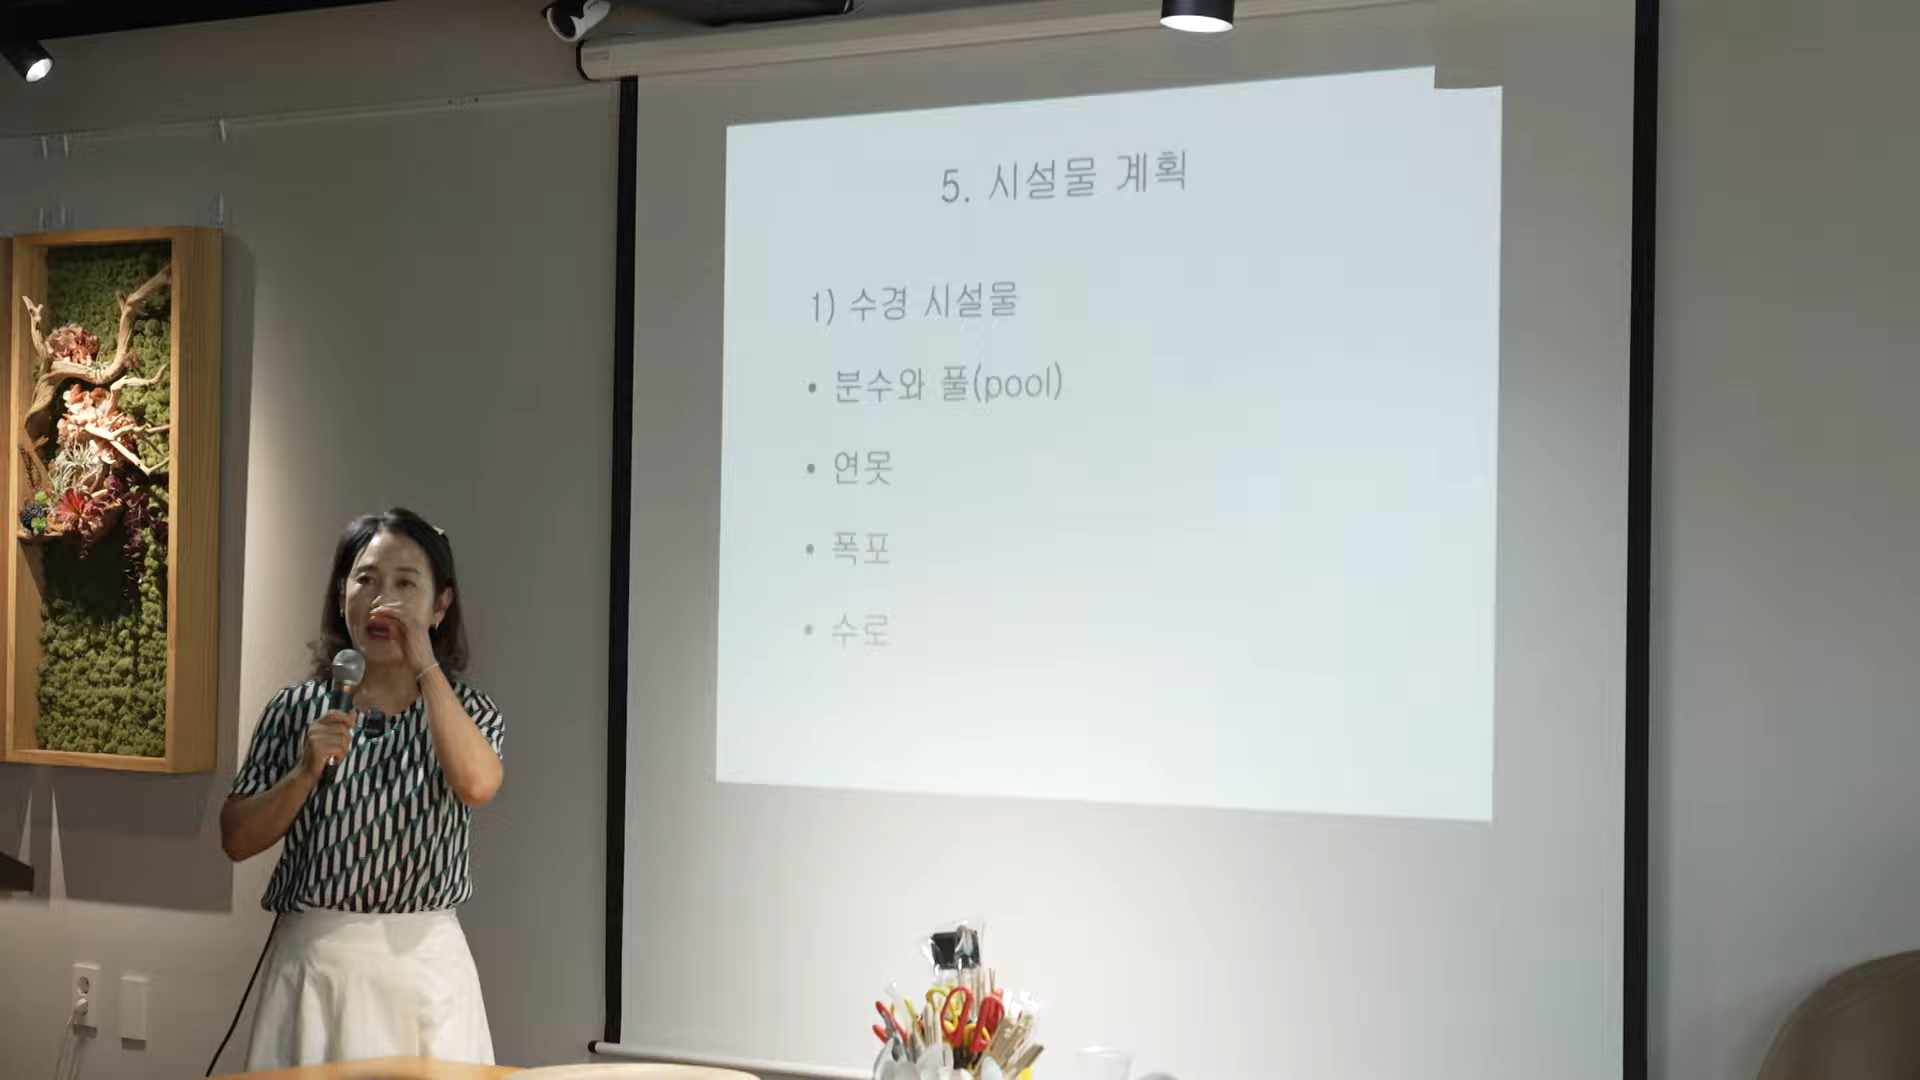 5. 시설물 계획
1) 수경 시설물
• 분수와 풀(pool)
• 연못
• 폭포
• 수로